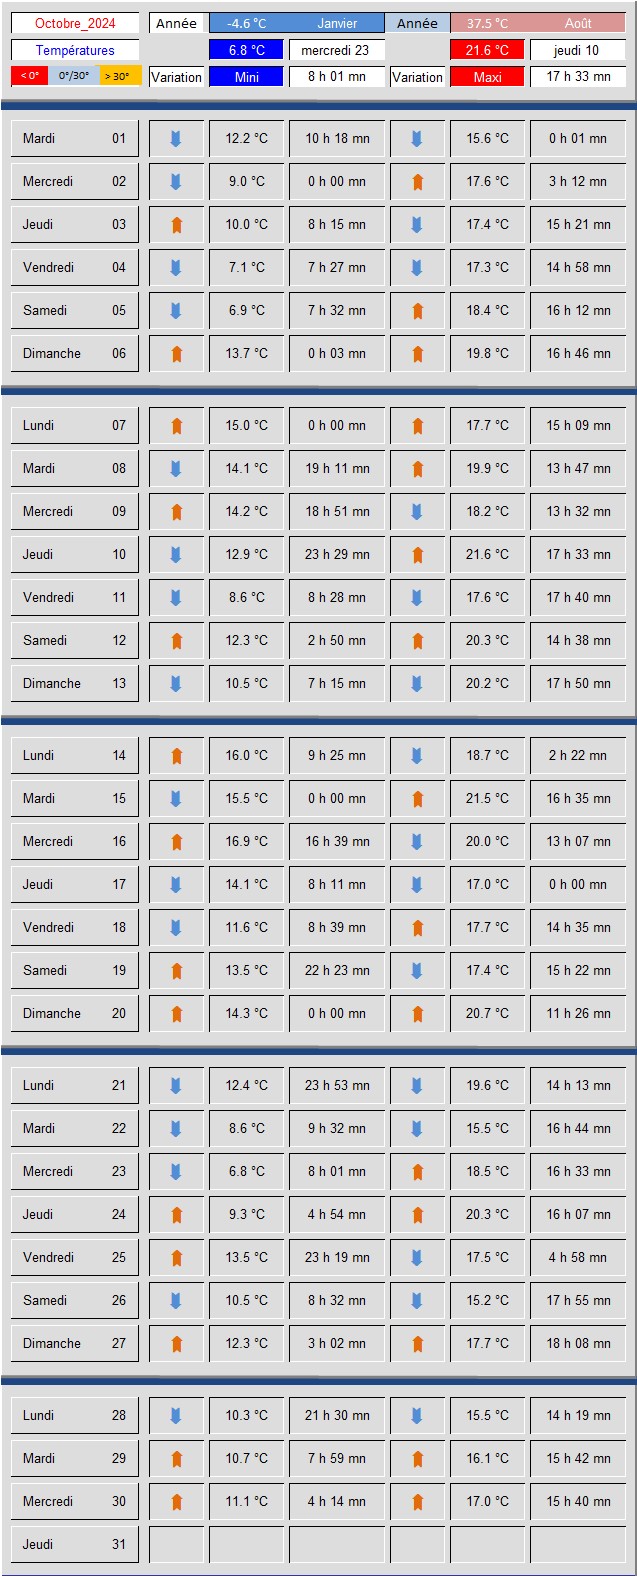 Octobre_2024 Année -4.6 °C Janvier Année 37.5 °C Août
Températures 6.8 °C mercredi 23 21.6 °C jeudi 10
< 0° 0°/30° > 30° Variation Mini 8 h 01 mn Variation Maxi 17 h 33 mn
Mardi 01 12.2 °C 10 h 18 mn 15.6 °C 0 h 01 mn
Mercredi 02 9.0 °C 0 h 00 mn 17.6 °C 3 h 12 mn
Jeudi 03 10.0 °C 8 h 15 mn 17.4 °C 15 h 21 mn
Vendredi 04 7.1 °C 7 h 27 mn 17.3 °C 14 h 58 mn
Samedi 05 6.9 °C 7 h 32 mn 18.4 °C 16 h 12 mn
Dimanche 06 13.7 °C 0 h 03 mn 19.8 °C 16 h 46 mn
Lundi 07 15.0 °C 0 h 00 mn 17.7 °C 15 h 09 mn
Mardi 08 14.1 °C 19 h 11 mn 19.9 °C 13 h 47 mn
Mercredi 09 14.2 °C 18 h 51 mn 18.2 °C 13 h 32 mn
Jeudi 10 12.9 °C 23 h 29 mn 21.6 °C 17 h 33 mn
Vendredi 11 8.6 °C 8 h 28 mn 17.6 °C 17 h 40 mn
Samedi 12 12.3 °C 2 h 50 mn 20.3 °C 14 h 38 mn
Dimanche 13 10.5 °C 7 h 15 mn 20.2 °C 17 h 50 mn
Lundi 14 16.0 °C 9 h 25 mn 18.7 °C 2 h 22 mn
Mardi 15 15.5 °C 0 h 00 mn 21.5 °C 16 h 35 mn
Mercredi 16 16.9 °C 16 h 39 mn 20.0 °C 13 h 07 mn
Jeudi 17 14.1 °C 8 h 11 mn 17.0 °C 0 h 00 mn
Vendredi 18 11.6 °C 8 h 39 mn 17.7 °C 14 h 35 mn
Samedi 19 13.5 °C 22 h 23 mn 17.4 °C 15 h 22 mn
Dimanche 20 14.3 °C 0 h 00 mn 20.7 °C 11 h 26 mn
Lundi 21 12.4 °C 23 h 53 mn 19.6 °C 14 h 13 mn
Mardi 22 8.6 °C 9 h 32 mn 15.5 °C 16 h 44 mn
Mercredi 23 6.8 °C 8 h 01 mn 18.5 °C 16 h 33 mn
Jeudi 24 9.3 °C 4 h 54 mn 20.3 °C 16 h 07 mn
Vendredi 25 13.5 °C 23 h 19 mn 17.5 °C 4 h 58 mn
Samedi 26 10.5 °C 8 h 32 mn 15.2 °C 17 h 55 mn
Dimanche 27 12.3 °C 3 h 02 mn 17.7 °C 18 h 08 mn
Lundi 28 10.3 °C 21 h 30 mn 15.5 °C 14 h 19 mn
Mardi 29 10.7 °C 7 h 59 mn 16.1 °C 15 h 42 mn
Mercredi 30 11.1 °C 4 h 14 mn 17.0 °C 15 h 40 mn
Jeudi 31